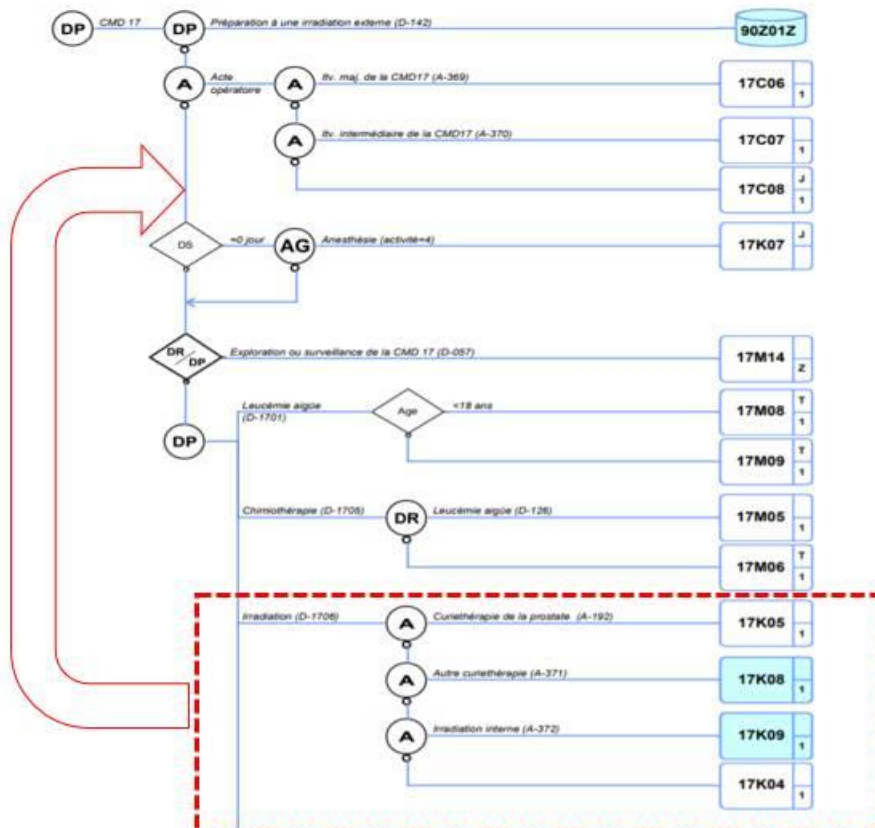 DP CMD 17 DP Préparation à une irradiation externe (D-142) 90Z01Z
A Acte opératoire A Itv. maj. de la CMD17 (A-369) 17C06 1
A Itv. intermédiaire de la CMD17 (A-370) 17C07 1
17C08 J 1
DS =0 jour AG Anesthésie (activité=4) 17K07 J
DR/DP Exploration ou surveillance de la CMD 17 (D-057) 17M14 Z
DP Leucémie aigüe (D-1701) Age <18 ans 17M08 T 1
17M09 T 1
Chimiothérapie (D-1705) DR Leucémie aigüe (D-126) 17M05 1
17M06 T 1
Irradiation (D-1706) A Curiethérapie de la prostate (A-192) 17K05 1
A Autre curiethérapie (A-371) 17K08 1
A Irradiation interne (A-372) 17K09 1
17K04 1